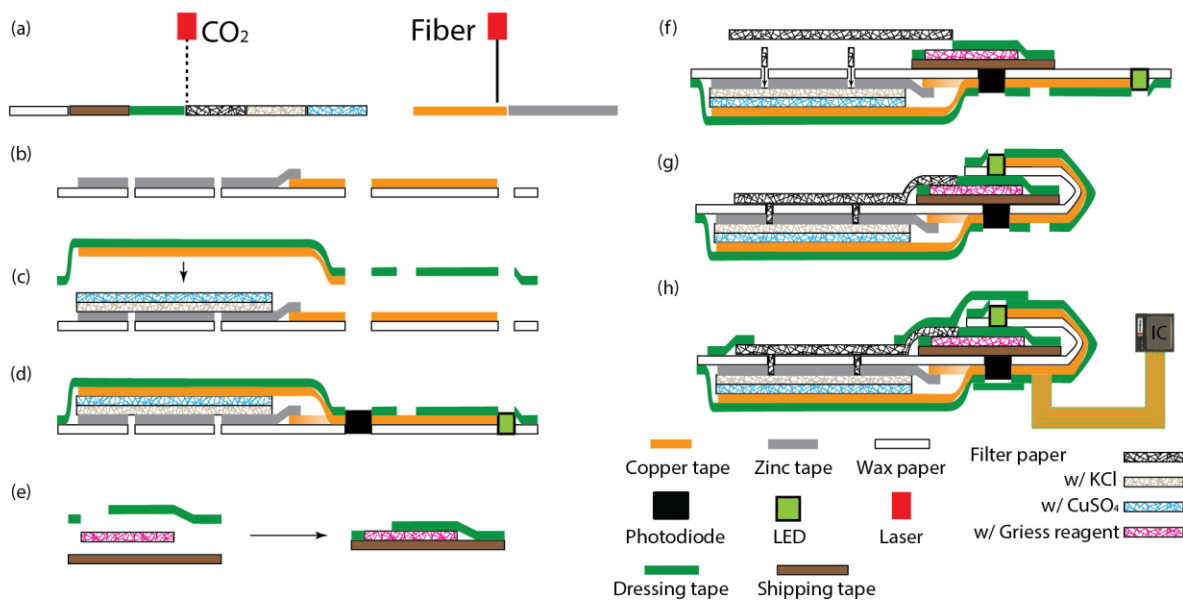 (a)
CO₂
Fiber
(b)
(c)
(d)
(e)
(f)
(g)
(h)
IC
Copper tape
Zinc tape
Wax paper
Filter paper
w/ KCl
w/ CuSO₄
w/ Griess reagent
Photodiode
LED
Laser
Dressing tape
Shipping tape